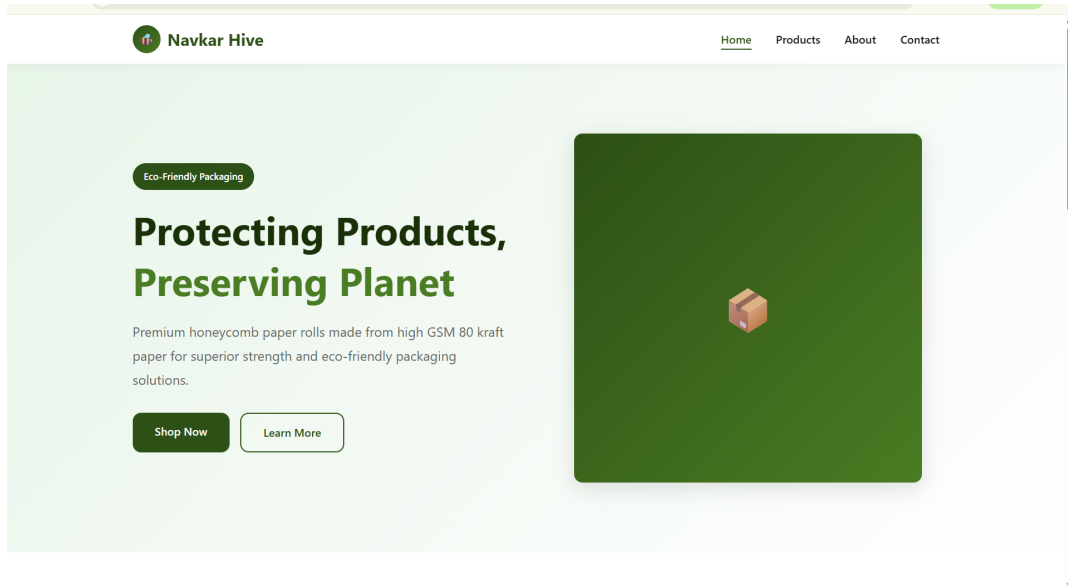 Navkar Hive
Home Products About Contact
Eco-Friendly Packaging
Protecting Products,
Preserving Planet
Premium honeycomb paper rolls made from high GSM 80 kraft
paper for superior strength and eco-friendly packaging
solutions.
Shop Now Learn More